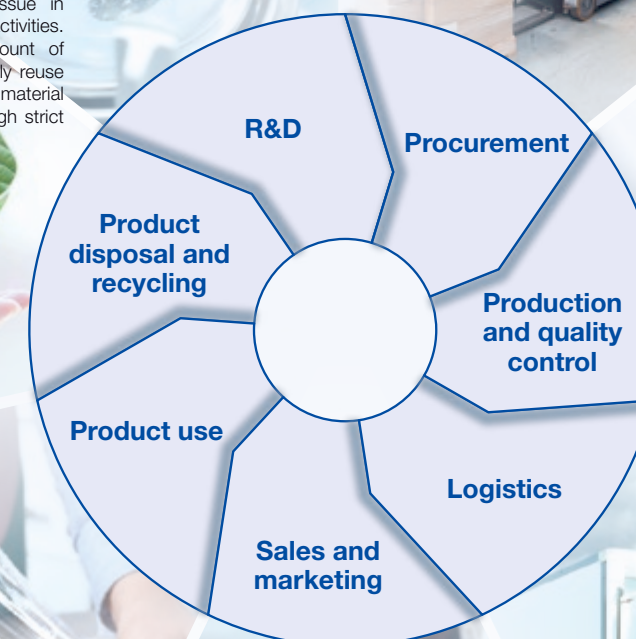 ssue in
ctivities.
ount of
ly reuse
material
gh strict
R&D
Procurement
Production
and quality
control
Logistics
Sales and
marketing
Product use
Product
disposal and
recycling